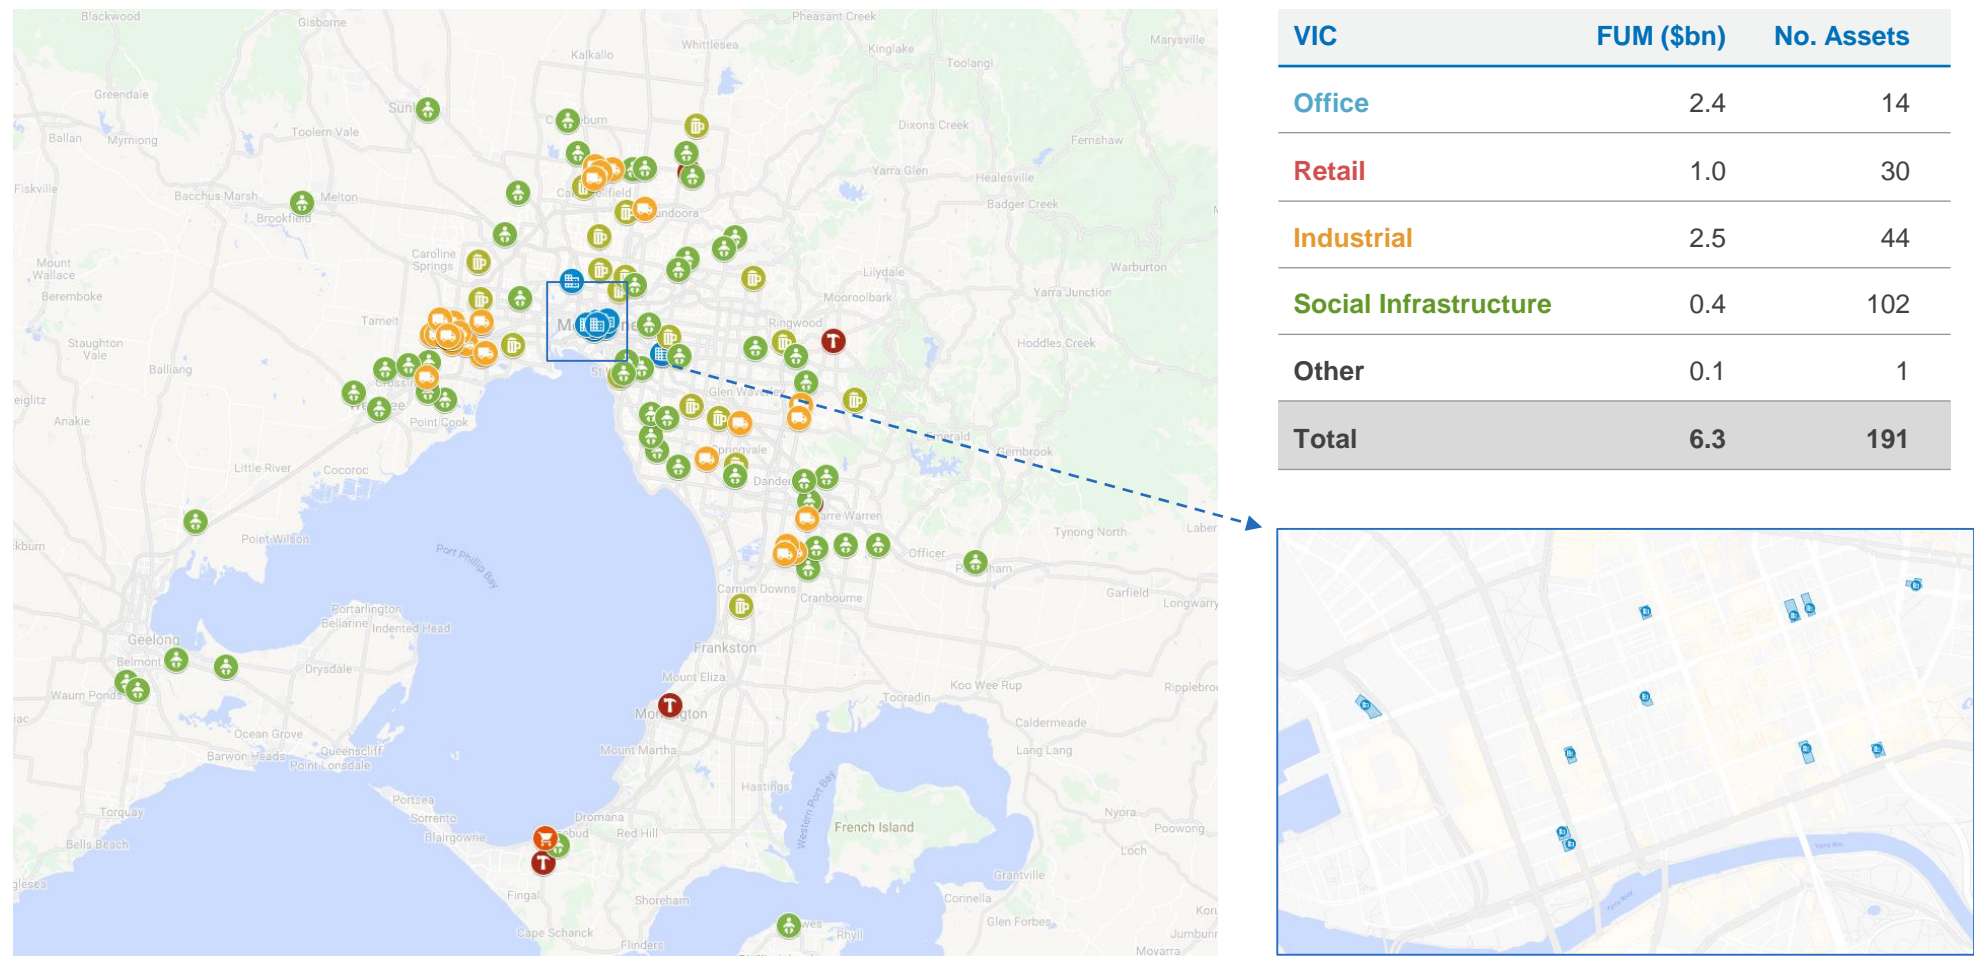 Blackwood
Gisborne
Pheasant Creek
Marysville
Kalkallo
Whittlesea
Kinglake
Toolangi
Greendale
Ballan
Myrniong
Toolern Vale
Dixons Creek
Fernshaw
Fiskville
Bacchus Marsh
Melton
Brookfield
Yarra Glen
Healesville
Badger Creek
Mount Wallace
Caroline Springs
Beremboke
Lilydale
Warburton
Mooroolbark
Yarra Junction
Tarneit
Ringwood
Staughton Vale
Balliang
Hoddles Creek
Glen Waverley
Anakie
Point Cook
Emerald
Gembrook
Springvale
Little River
Cocoroc
Point Wilson
Port Phillip Bay
Tynong North
Officer
Carrum Downs
Cranbourne
Garfield
Longwarry
Portarlington
Bellarine
Indented Head
Geelong
Belmont
Drysdale
Frankston
Waurn Ponds
Mount Eliza
Koo Wee Rup
Tooradin
Ocean Grove
Queenscliff
Barwon Heads
Point Lonsdale
Mount Martha
Caldermeade
Lang Lang
Hastings
Portsea
Sorrento
Blairgowrie
Dromana
Red Hill
Western Port Bay
French Island
Nyora
Poowong
Loch
Torquay
Bells Beach
Fingal
Shoreham
Grantville
Corinella
Glen Forbes
Cape Schanck
Flinders
Rhyll
VIC FUM ($bn) No. Assets
Office 2.4 14
Retail 1.0 30
Industrial 2.5 44
Social Infrastructure 0.4 102
Other 0.1 1
Total 6.3 191